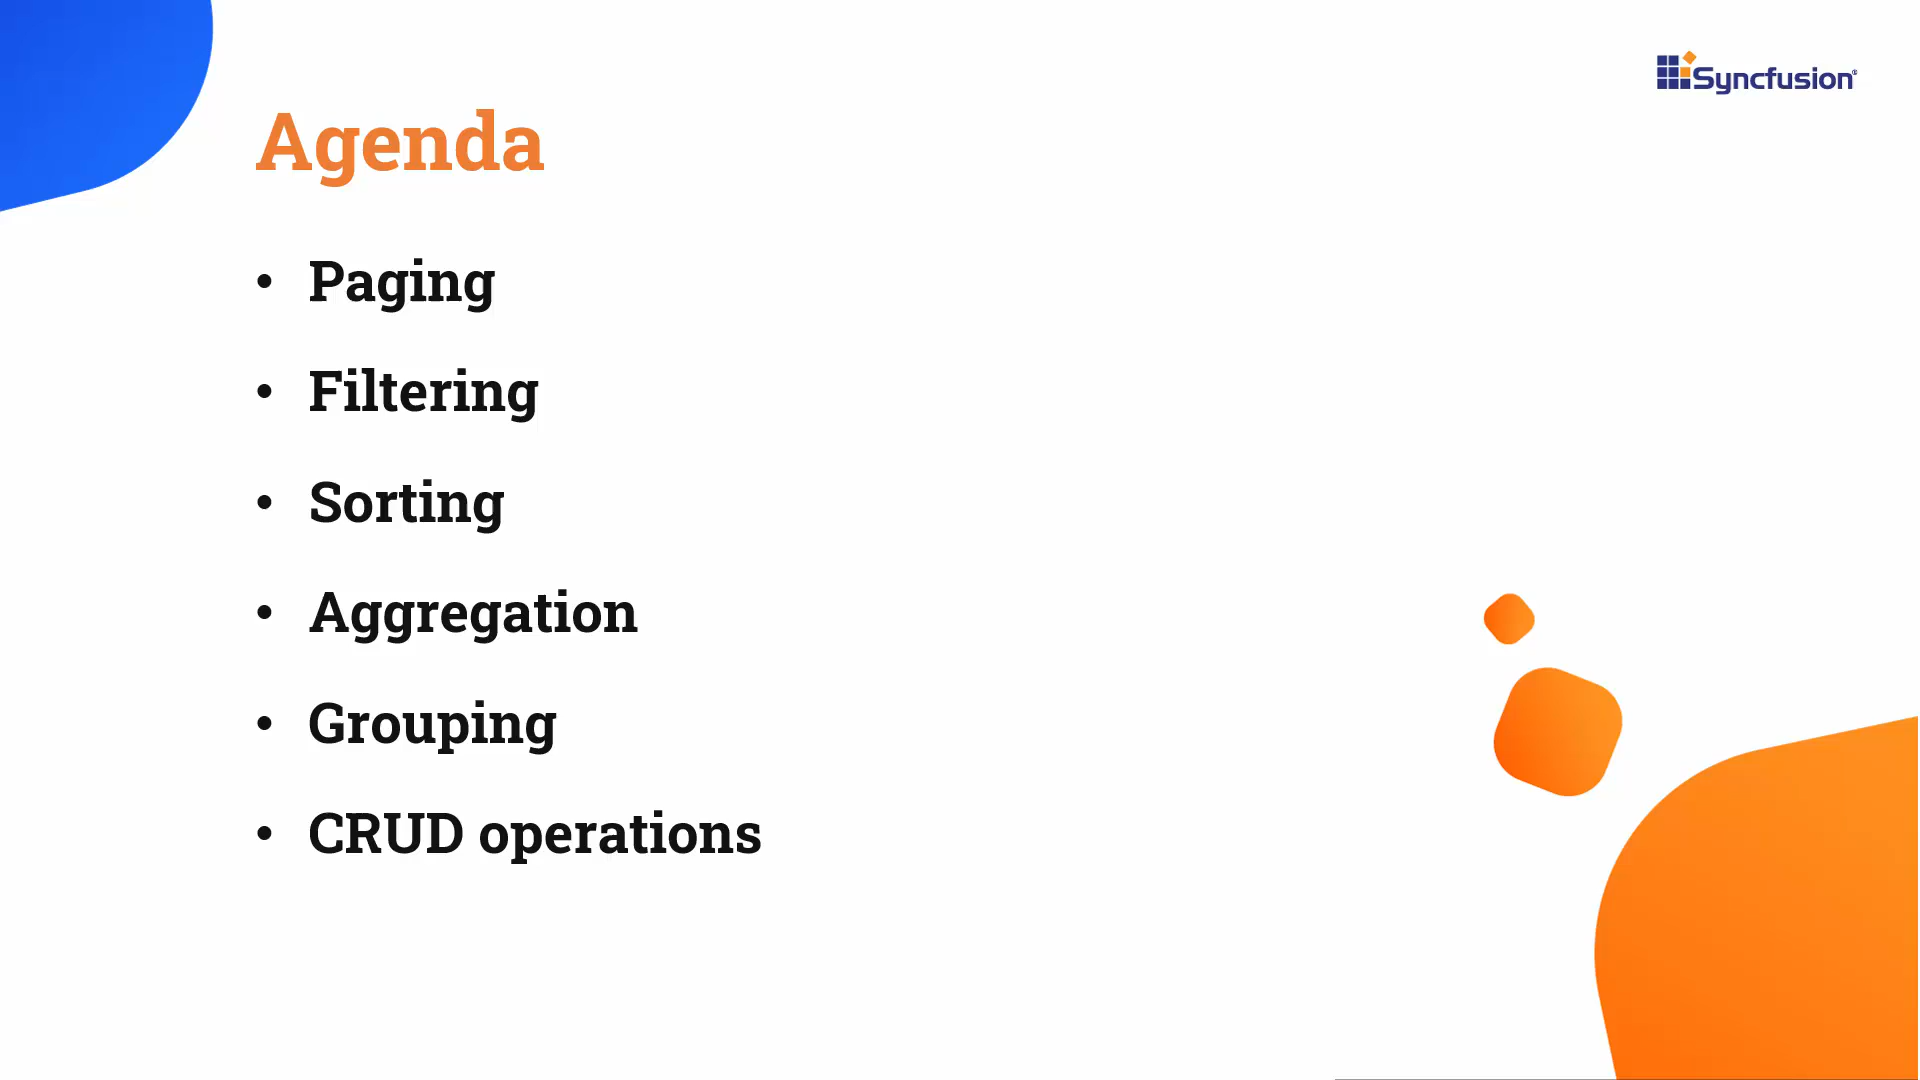 Syncfusion®
Agenda
• Paging
• Filtering
• Sorting
• Aggregation
• Grouping
• CRUD operations